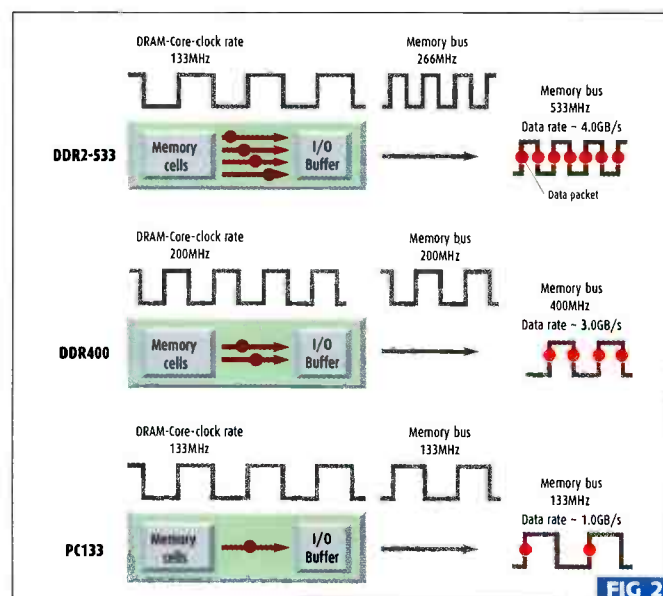 DRAM-Core-clock rate
133MHz
Memory bus
266MHz
Memory bus
533MHz
Data rate ~ 4.0GB/s
DDR2-533
Memory
cells
I/O
Buffer
Data packet
DRAM-Core-clock rate
200MHz
Memory bus
200MHz
Memory bus
400MHz
Data rate ~ 3.0GB/s
DDR400
Memory
cells
I/O
Buffer
DRAM-Core-clock rate
133MHz
Memory bus
133MHz
Memory bus
133MHz
Data rate ~ 1.0GB/s
PC133
Memory
cells
I/O
Buffer
FIG 2